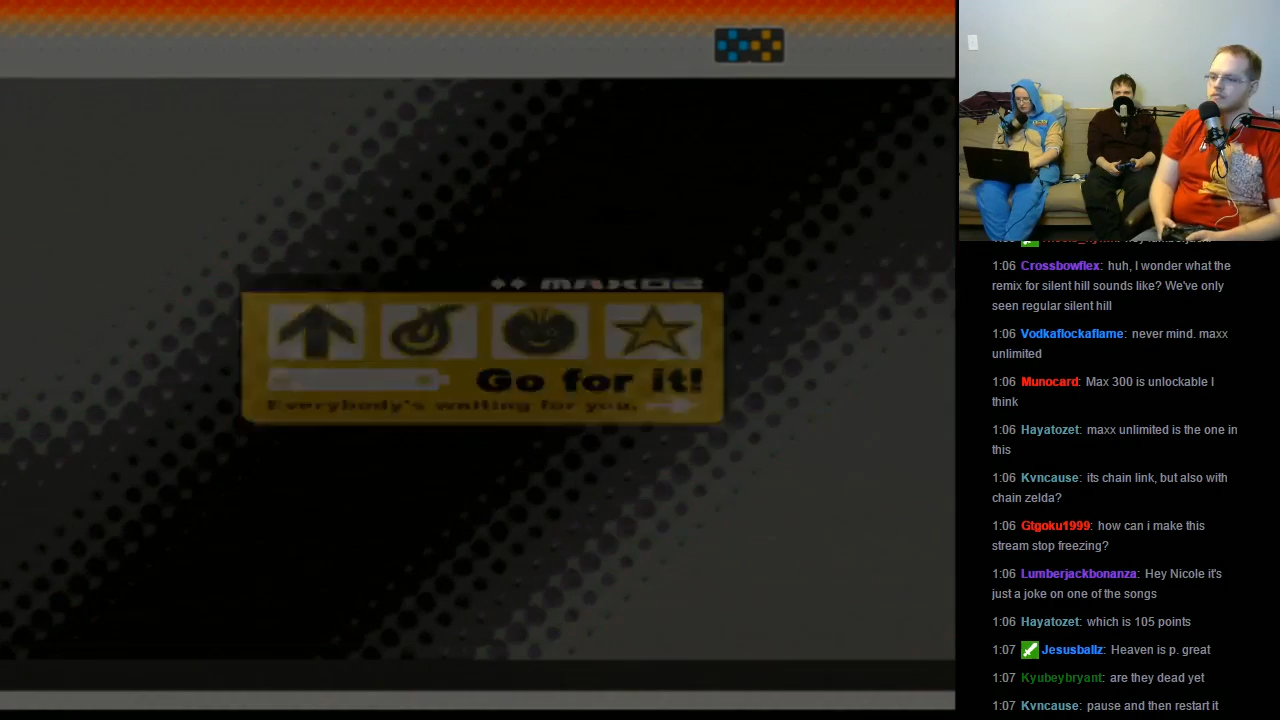 MAX02
Go for it!
Everybody's waiting for you.
1:06 Crossbowflex: huh, I wonder what the
remix for silent hill sounds like? We've only
seen regular silent hill
1:06 Vodkaflockaflame: never mind. maxx
unlimited
1:06 Munocard: Max 300 is unlockable I
think
1:06 Hayatozet: maxx unlimited is the one in
this
1:06 Kvncause: its chain link, but also with
chain zelda?
1:06 Gtgoku1999: how can i make this
stream stop freezing?
1:06 Lumberjackbonanza: Hey Nicole it's
just a joke on one of the songs
1:06 Hayatozet: which is 105 points
1:07 Jesusballz: Heaven is p. great
1:07 Kyubeybryant: are they dead yet
1:07 Kvncause: pause and then restart it